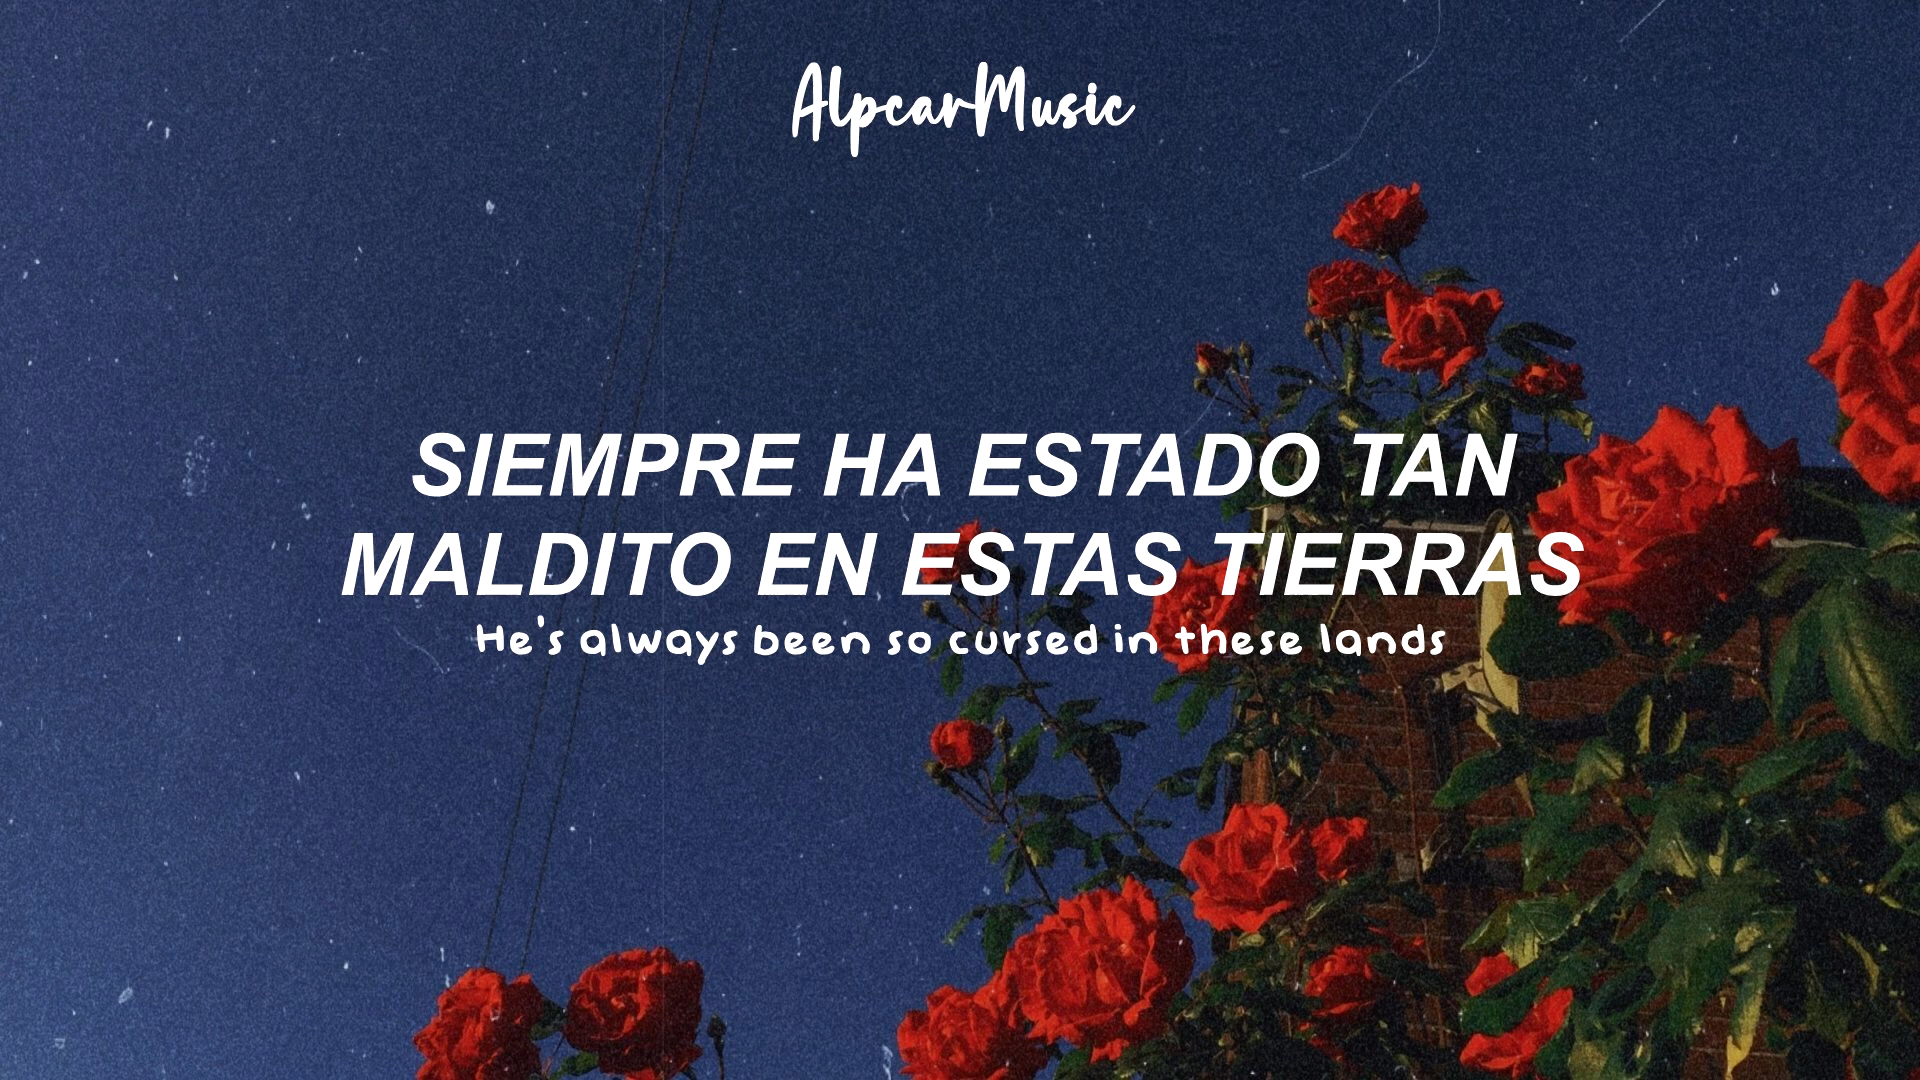 AlpcarMusic
SIEMPRE HA ESTADO TAN
MALDITO EN ESTAS TIERRAS
He's always been so cursed in these lands